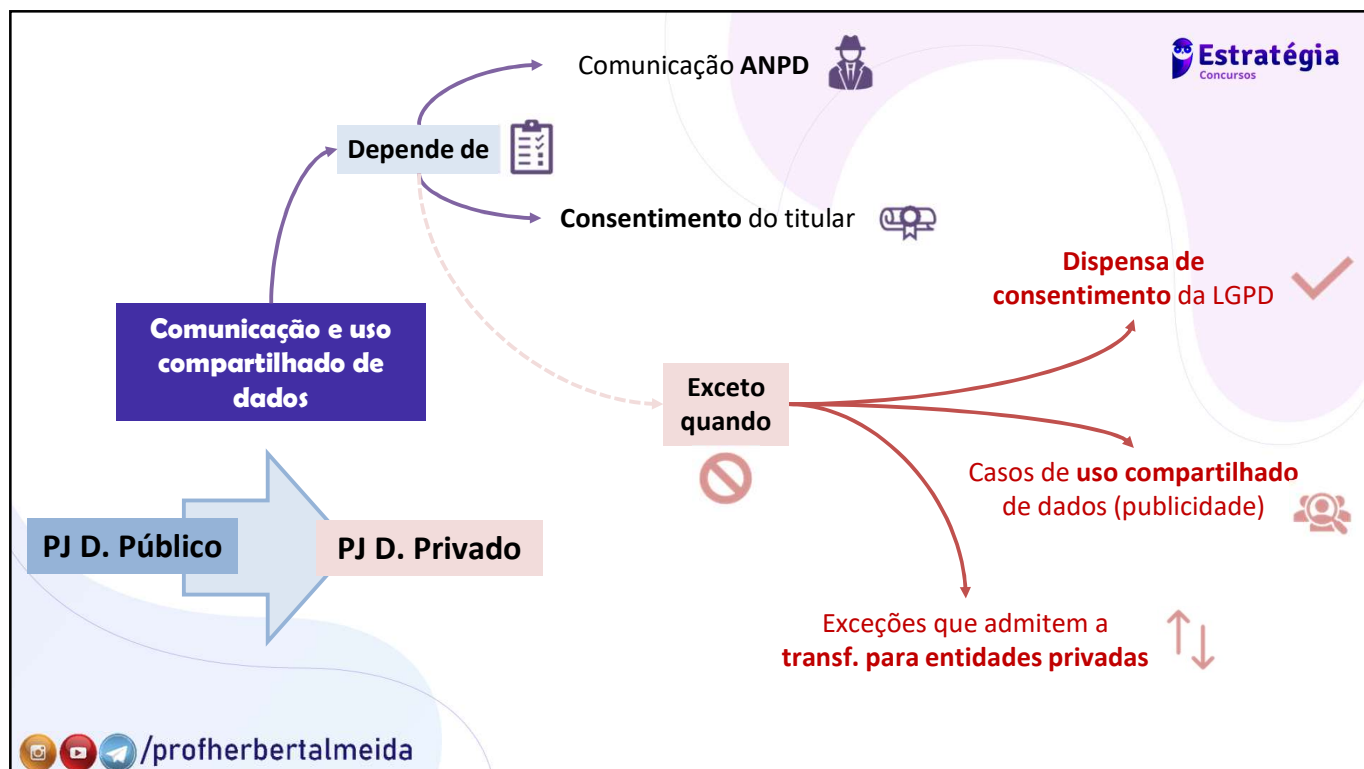 Comunicação ANPD
Estratégia
Concursos
Depende de
Consentimento do titular
Dispensa de
consentimento da LGPD
Comunicação e uso
compartilhado de
dados
Exceto
quando
Casos de uso compartilhado
de dados (publicidade)
PJ D. Público
PJ D. Privado
Exceções que admitem a
transf. para entidades privadas
/profherbertalmeida